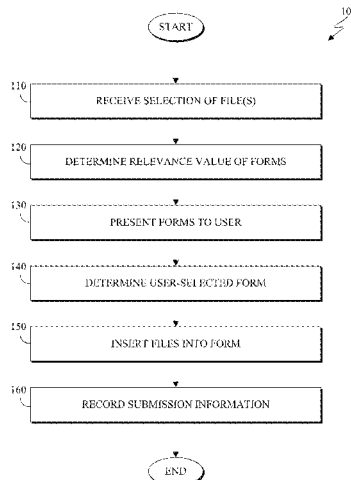 10
START
110
RECEIVE SELECTION OF FILE(S)
120
DETERMINE RELEVANCE VALUE OF FORMS
130
PRESENT FORMS TO USER
140
DETERMINE USER-SELECTED FORM
150
INSERT FILES INTO FORM
160
RECORD SUBMISSION INFORMATION
END